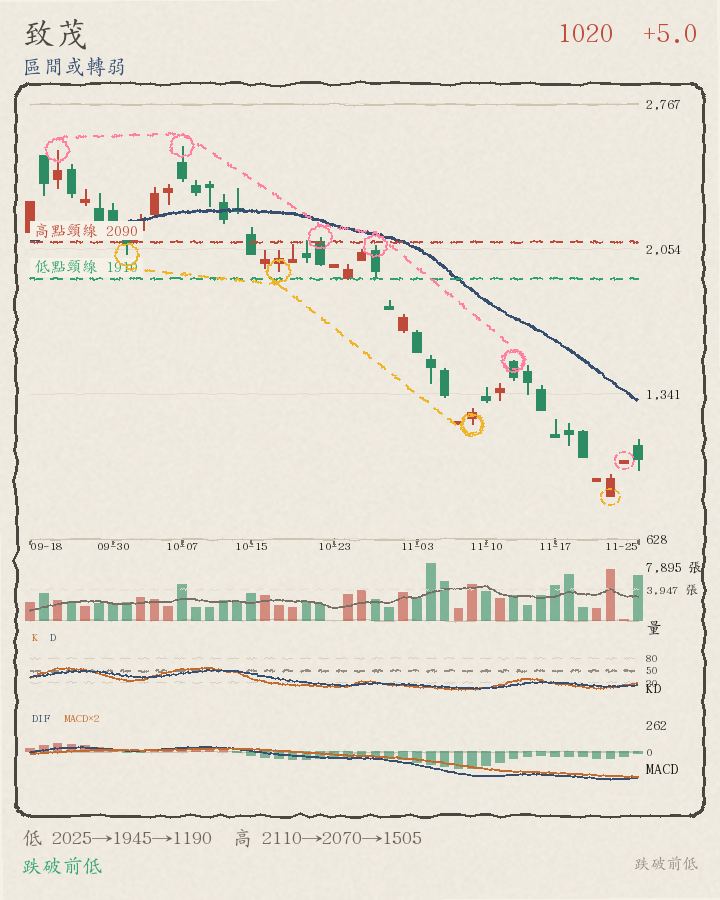 致茂
1020 +5.0
區間或轉弱
2,767
高點頸線 2090
2,054
低點頸線 1910
1,341
628
09-18 09-30 10-07 10-15 10-23 11-03 11-10 11-17 11-25
7,895 張
3,947 張
量
K D
80
50
20
KD
DIF MACD×2
262
0
MACD
低 2025→1945→1190 高 2110→2070→1505
跌破前低
跌破前低